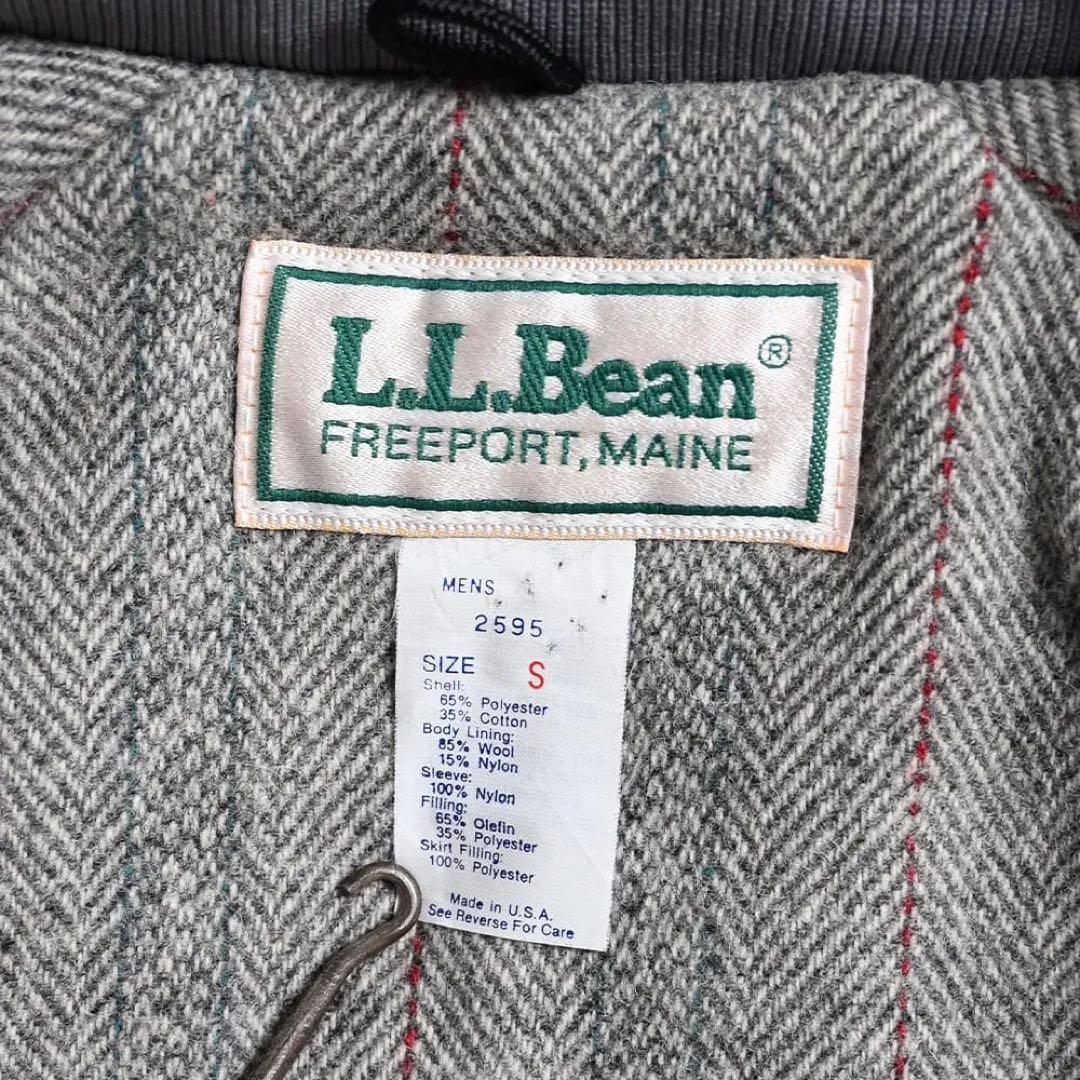 L.L.Bean®
FREEPORT, MAINE
MENS
2595
SIZE S
Shell:
65% Polyester
35% Cotton
Body Lining:
85% Wool
15% Nylon
Sleeve:
100% Nylon
Filling:
65% Olefin
35% Polyester
Skirt Filling:
100% Polyester
Made in U.S.A.
See Reverse For Care